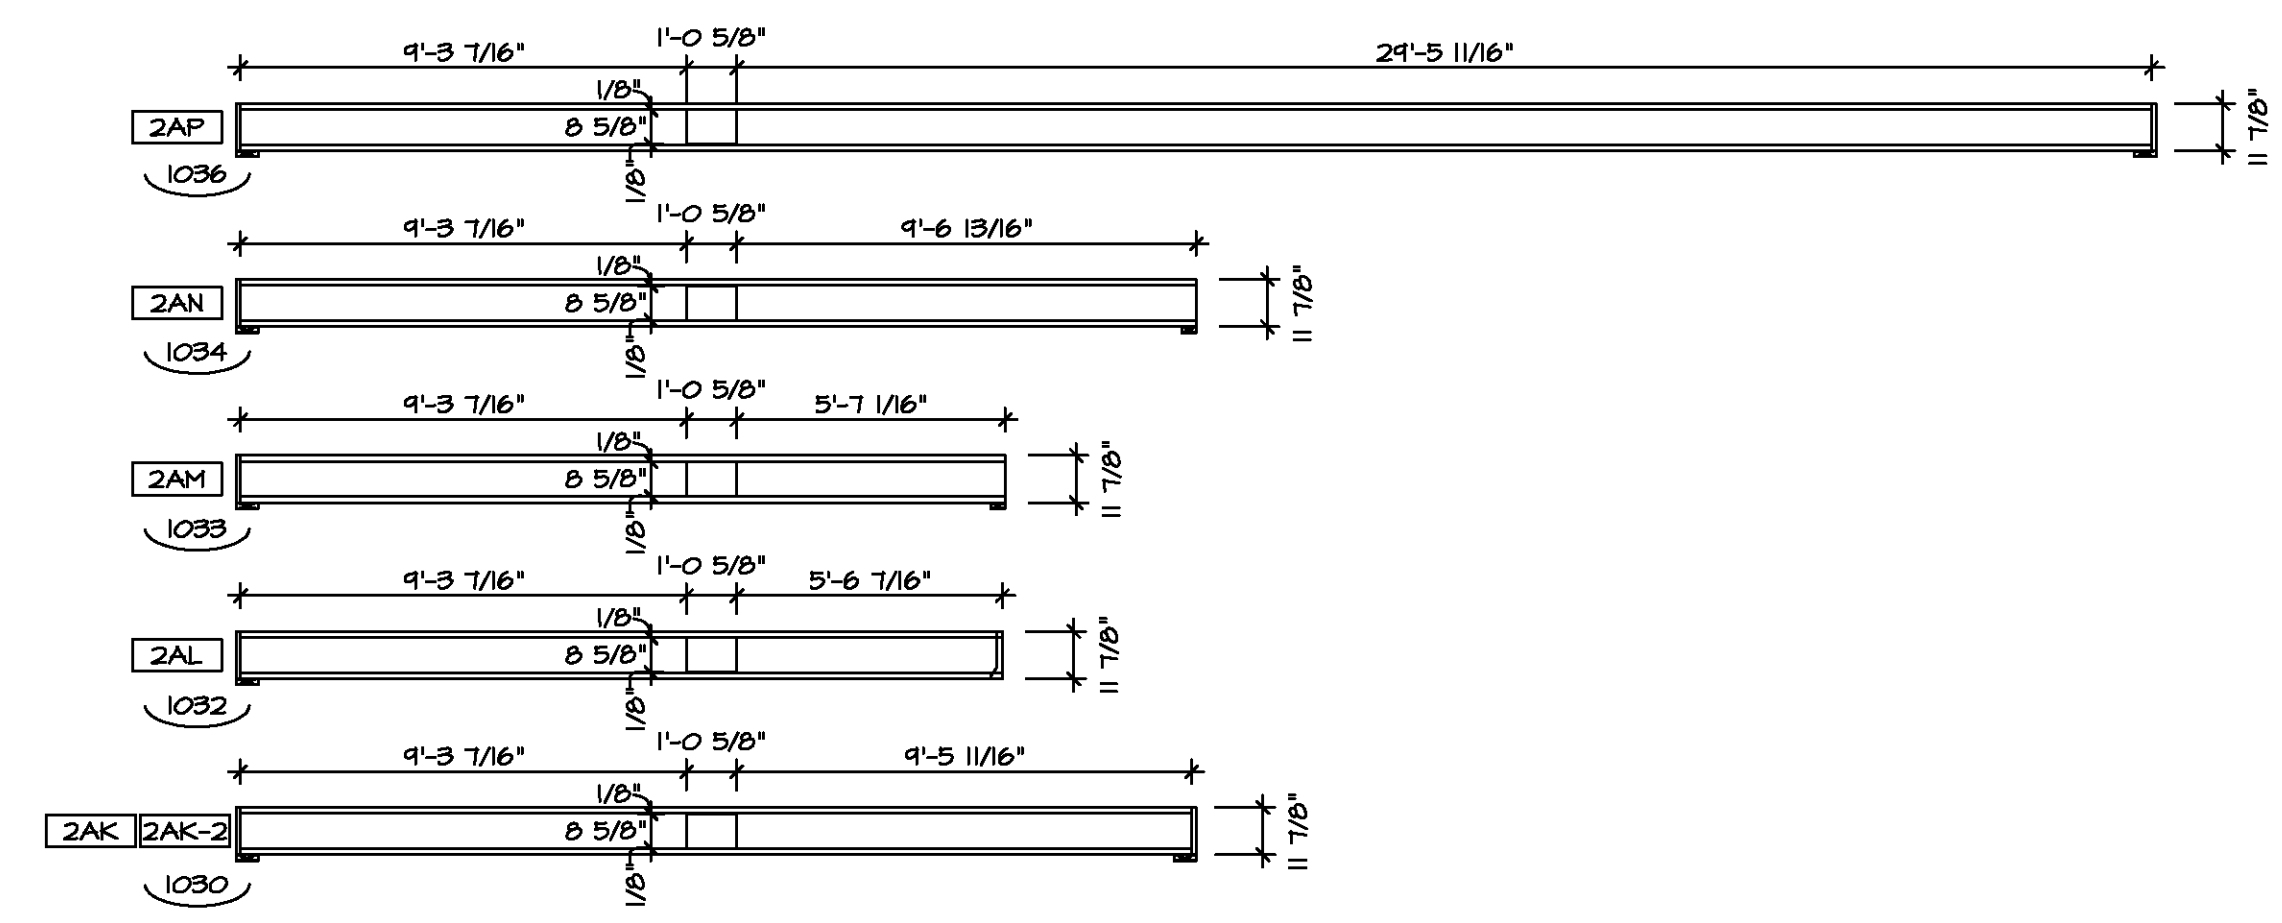 9'-3 7/16" 1'-0 5/8" 29'-5 11/16"
1/8"
2AP 8 5/8" 11 7/8"
1036 1/8"
9'-3 7/16" 1'-0 5/8" 9'-6 13/16"
1/8"
2AN 8 5/8" 11 7/8"
1034 1/8"
9'-3 7/16" 1'-0 5/8" 5'-7 1/16"
1/8"
2AM 8 5/8" 11 7/8"
1033 1/8"
9'-3 7/16" 1'-0 5/8" 5'-6 7/16"
1/8"
2AL 8 5/8" 11 7/8"
1032 1/8"
9'-3 7/16" 1'-0 5/8" 9'-5 11/16"
1/8"
2AK 2AK-2 8 5/8" 11 7/8"
1030 1/8"